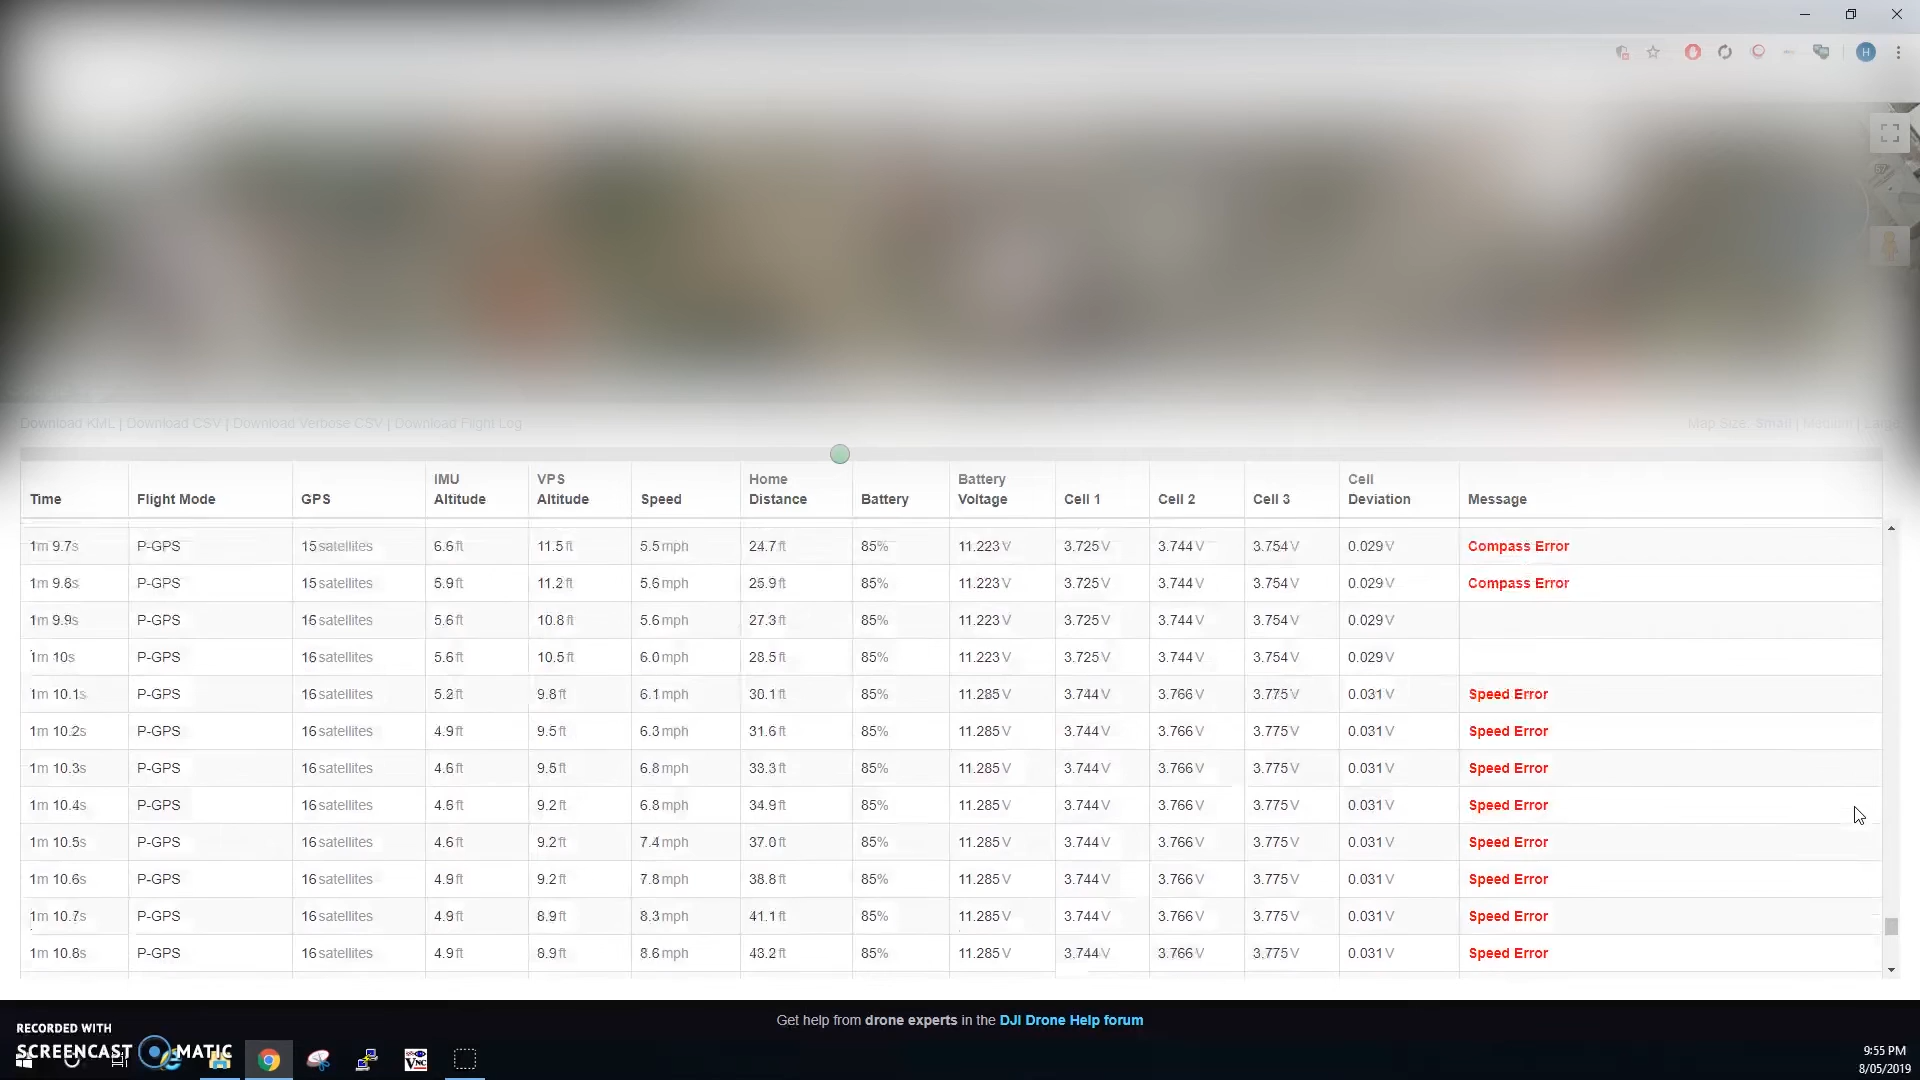 H
Download KML | Download CSV | Download Verbose CSV | Download Flight Log
Map Size: Small | Medium |
Time Flight Mode GPS IMU Altitude VPS Altitude Speed Home Distance Battery Battery Voltage Cell 1 Cell 2 Cell 3 Cell Deviation Message
1m 9.7s P-GPS 15 satellites 6.6 ft 11.5 ft 5.5 mph 24.7 ft 85% 11.223 V 3.725 V 3.744 V 3.754 V 0.029 V Compass Error
1m 9.8s P-GPS 15 satellites 5.9 ft 11.2 ft 5.6 mph 25.9 ft 85% 11.223 V 3.725 V 3.744 V 3.754 V 0.029 V Compass Error
1m 9.9s P-GPS 16 satellites 5.6 ft 10.8 ft 5.6 mph 27.3 ft 85% 11.223 V 3.725 V 3.744 V 3.754 V 0.029 V
1m 10s P-GPS 16 satellites 5.6 ft 10.5 ft 6.0 mph 28.5 ft 85% 11.223 V 3.725 V 3.744 V 3.754 V 0.029 V
1m 10.1s P-GPS 16 satellites 5.2 ft 9.8 ft 6.1 mph 30.1 ft 85% 11.285 V 3.744 V 3.766 V 3.775 V 0.031 V Speed Error
1m 10.2s P-GPS 16 satellites 4.9 ft 9.5 ft 6.3 mph 31.6 ft 85% 11.285 V 3.744 V 3.766 V 3.775 V 0.031 V Speed Error
1m 10.3s P-GPS 16 satellites 4.6 ft 9.5 ft 6.8 mph 33.3 ft 85% 11.285 V 3.744 V 3.766 V 3.775 V 0.031 V Speed Error
1m 10.4s P-GPS 16 satellites 4.6 ft 9.2 ft 6.8 mph 34.9 ft 85% 11.285 V 3.744 V 3.766 V 3.775 V 0.031 V Speed Error
1m 10.5s P-GPS 16 satellites 4.6 ft 9.2 ft 7.4 mph 37.0 ft 85% 11.285 V 3.744 V 3.766 V 3.775 V 0.031 V Speed Error
1m 10.6s P-GPS 16 satellites 4.9 ft 9.2 ft 7.8 mph 38.8 ft 85% 11.285 V 3.744 V 3.766 V 3.775 V 0.031 V Speed Error
1m 10.7s P-GPS 16 satellites 4.9 ft 8.9 ft 8.3 mph 41.1 ft 85% 11.285 V 3.744 V 3.766 V 3.775 V 0.031 V Speed Error
1m 10.8s P-GPS 16 satellites 4.9 ft 8.9 ft 8.6 mph 43.2 ft 85% 11.285 V 3.744 V 3.766 V 3.775 V 0.031 V Speed Error
Get help from drone experts in the DJI Drone Help forum
RECORDED WITH
SCREENCAST MATIC
VNC
9:55 PM
8/05/2019